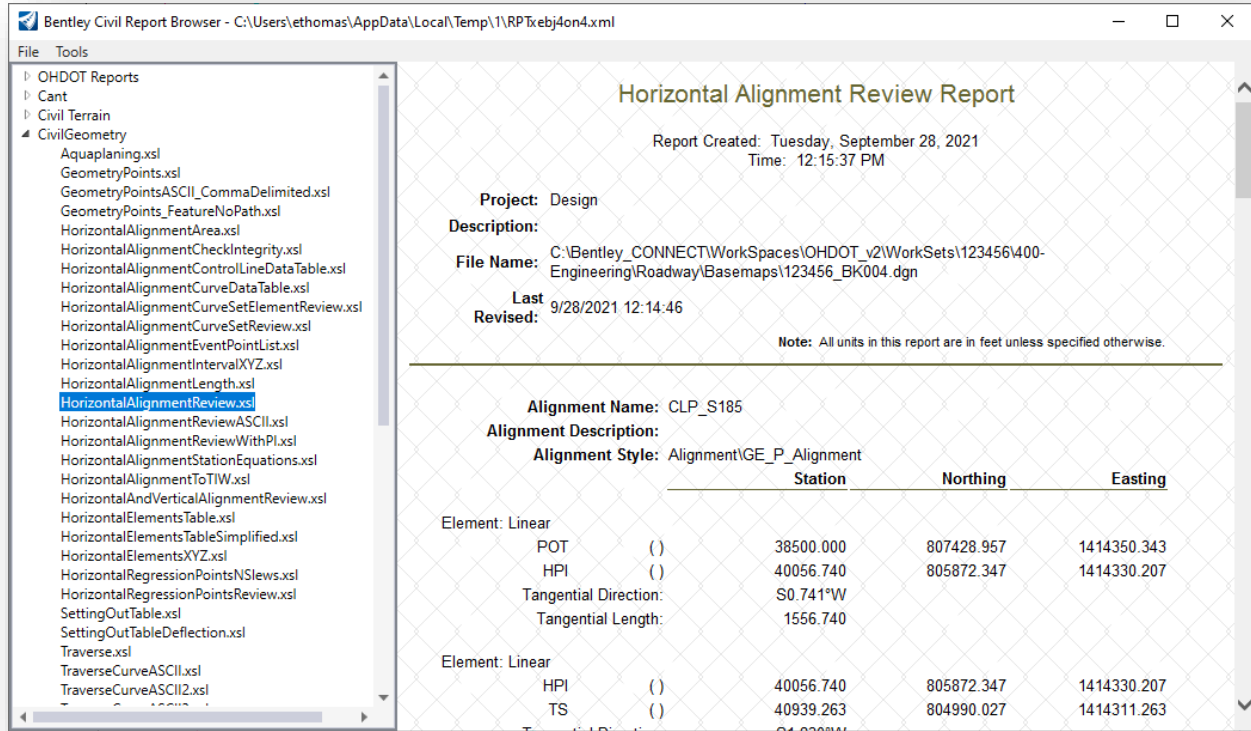 Bentley Civil Report Browser - C:\Users\ethomas\AppData\Local\Temp\1\RPTxebj4on4.xml
File Tools
OHDOT Reports
Cant
Civil Terrain
CivilGeometry
Aquaplaning.xsl
GeometryPoints.xsl
GeometryPointsASCII_CommaDelimited.xsl
GeometryPoints_FeatureNoPath.xsl
HorizontalAlignmentArea.xsl
HorizontalAlignmentCheckIntegrity.xsl
HorizontalAlignmentControlLineDataTable.xsl
HorizontalAlignmentCurveDataTable.xsl
HorizontalAlignmentCurveSetElementReview.xsl
HorizontalAlignmentCurveSetReview.xsl
HorizontalAlignmentEventPointList.xsl
HorizontalAlignmentIntervalXYZ.xsl
HorizontalAlignmentLength.xsl
HorizontalAlignmentReview.xsl
HorizontalAlignmentReviewASCII.xsl
HorizontalAlignmentReviewWithPI.xsl
HorizontalAlignmentStationEquations.xsl
HorizontalAlignmentToTIW.xsl
HorizontalAndVerticalAlignmentReview.xsl
HorizontalElementsTable.xsl
HorizontalElementsTableSimplified.xsl
HorizontalElementsXYZ.xsl
HorizontalRegressionPointsNSIews.xsl
HorizontalRegressionPointsReview.xsl
SettingOutTable.xsl
SettingOutTableDeflection.xsl
Traverse.xsl
TraverseCurveASCII.xsl
TraverseCurveASCII2.xsl
Horizontal Alignment Review Report
Report Created: Tuesday, September 28, 2021
Time: 12:15:37 PM
Project: Design
Description:
File Name: C:\Bentley_CONNECT\WorkSpaces\OHDOT_v2\WorkSets\123456\400-
Engineering\Roadway\Basemaps\123456_BK004.dgn
Last
Revised: 9/28/2021 12:14:46
Note: All units in this report are in feet unless specified otherwise.
Alignment Name: CLP_S185
Alignment Description:
Alignment Style: Alignment\GE_P_Alignment
Station Northing Easting
Element: Linear
POT ( ) 38500.000 807428.957 1414350.343
HPI ( ) 40056.740 805872.347 1414330.207
Tangential Direction: S0.741°W
Tangential Length: 1556.740
Element: Linear
HPI ( ) 40056.740 805872.347 1414330.207
TS ( ) 40939.263 804990.027 1414311.263